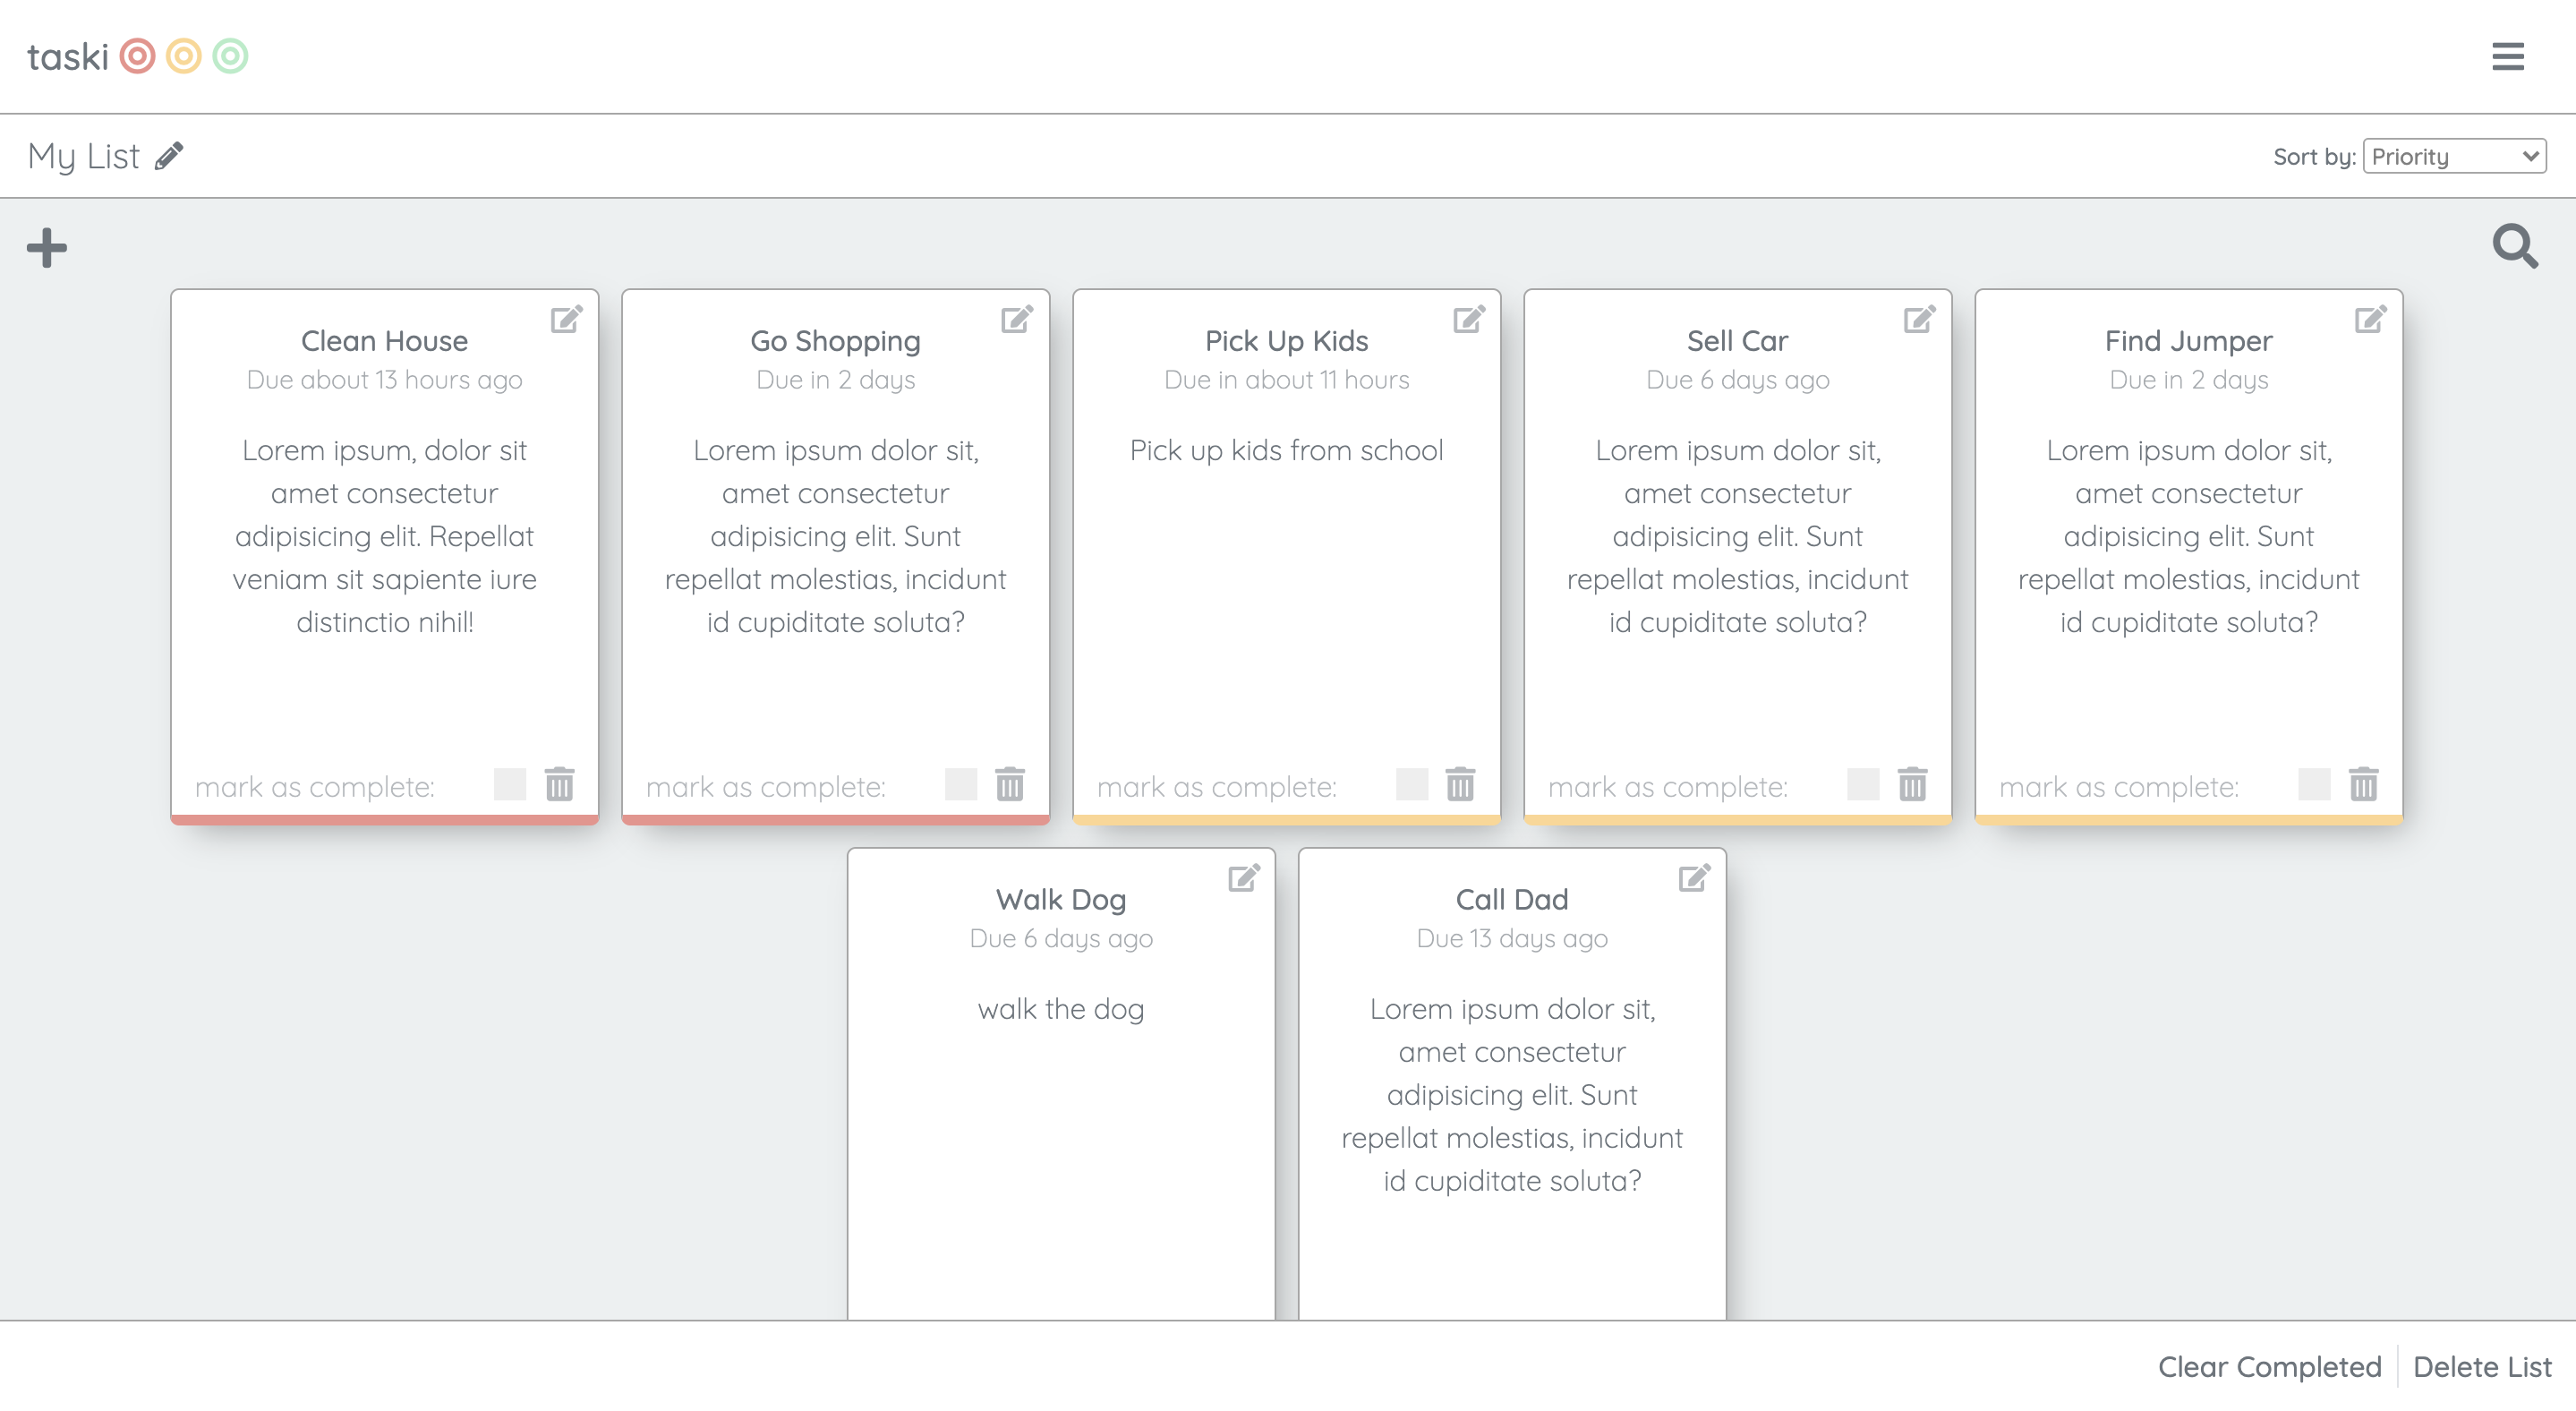 taski
My List
Sort by: Priority
Clean House
Due about 13 hours ago
Lorem ipsum, dolor sit
amet consectetur
adipisicing elit. Repellat
veniam sit sapiente iure
distinctio nihil!
mark as complete:
Go Shopping
Due in 2 days
Lorem ipsum dolor sit,
amet consectetur
adipisicing elit. Sunt
repellat molestias, incidunt
id cupiditate soluta?
mark as complete:
Pick Up Kids
Due in about 11 hours
Pick up kids from school
mark as complete:
Sell Car
Due 6 days ago
Lorem ipsum dolor sit,
amet consectetur
adipisicing elit. Sunt
repellat molestias, incidunt
id cupiditate soluta?
mark as complete:
Find Jumper
Due in 2 days
Lorem ipsum dolor sit,
amet consectetur
adipisicing elit. Sunt
repellat molestias, incidunt
id cupiditate soluta?
mark as complete:
Walk Dog
Due 6 days ago
walk the dog
Call Dad
Due 13 days ago
Lorem ipsum dolor sit,
amet consectetur
adipisicing elit. Sunt
repellat molestias, incidunt
id cupiditate soluta?
Clear Completed
Delete List